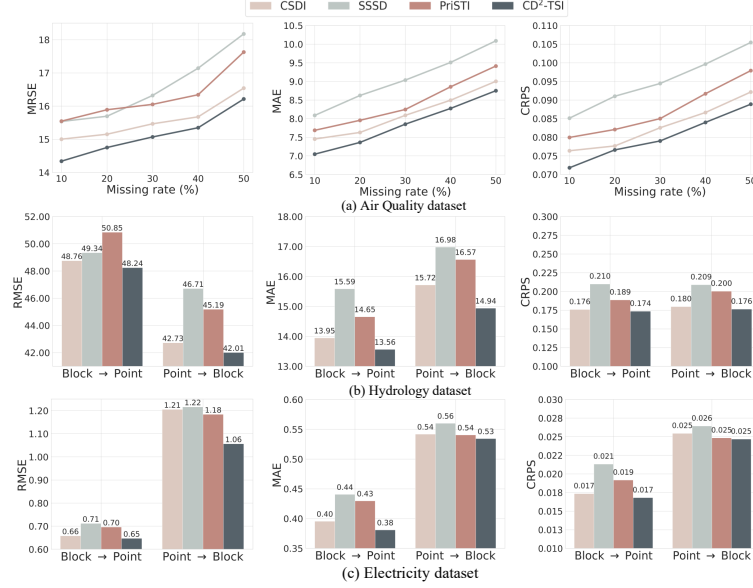 CSDI SSSD PriSTI CD²-TSI
MRSE
18
17
16
15
14
10 20 30 40 50
Missing rate (%)
MAE
10.5
10.0
9.5
9.0
8.5
8.0
7.5
7.0
6.5
10 20 30 40 50
Missing rate (%)
CRPS
0.110
0.105
0.100
0.095
0.090
0.085
0.080
0.075
0.070
10 20 30 40 50
Missing rate (%)
(a) Air Quality dataset
RMSE
52.00
50.00
48.00
46.00
44.00
42.00
48.76 49.34 50.85 48.24
42.73 46.71 45.19 42.01
Block → Point Point → Block
MAE
18.00
17.00
16.00
15.00
14.00
13.00
13.95 15.59 14.65 13.56
15.72 16.98 16.57 14.94
Block → Point Point → Block
CRPS
0.300
0.275
0.250
0.225
0.200
0.175
0.150
0.125
0.100
0.176 0.210 0.189 0.174
0.180 0.209 0.200 0.176
Block → Point Point → Block
(b) Hydrology dataset
RMSE
1.20
1.10
1.00
0.90
0.80
0.70
0.60
0.66 0.71 0.70 0.65
1.21 1.22 1.18 1.06
Block → Point Point → Block
MAE
0.60
0.55
0.50
0.45
0.40
0.35
0.40 0.44 0.43 0.38
0.54 0.56 0.54 0.53
Block → Point Point → Block
CRPS
0.030
0.028
0.025
0.022
0.020
0.018
0.015
0.013
0.010
0.017 0.021 0.019 0.017
0.025 0.026 0.025 0.025
Block → Point Point → Block
(c) Electricity dataset